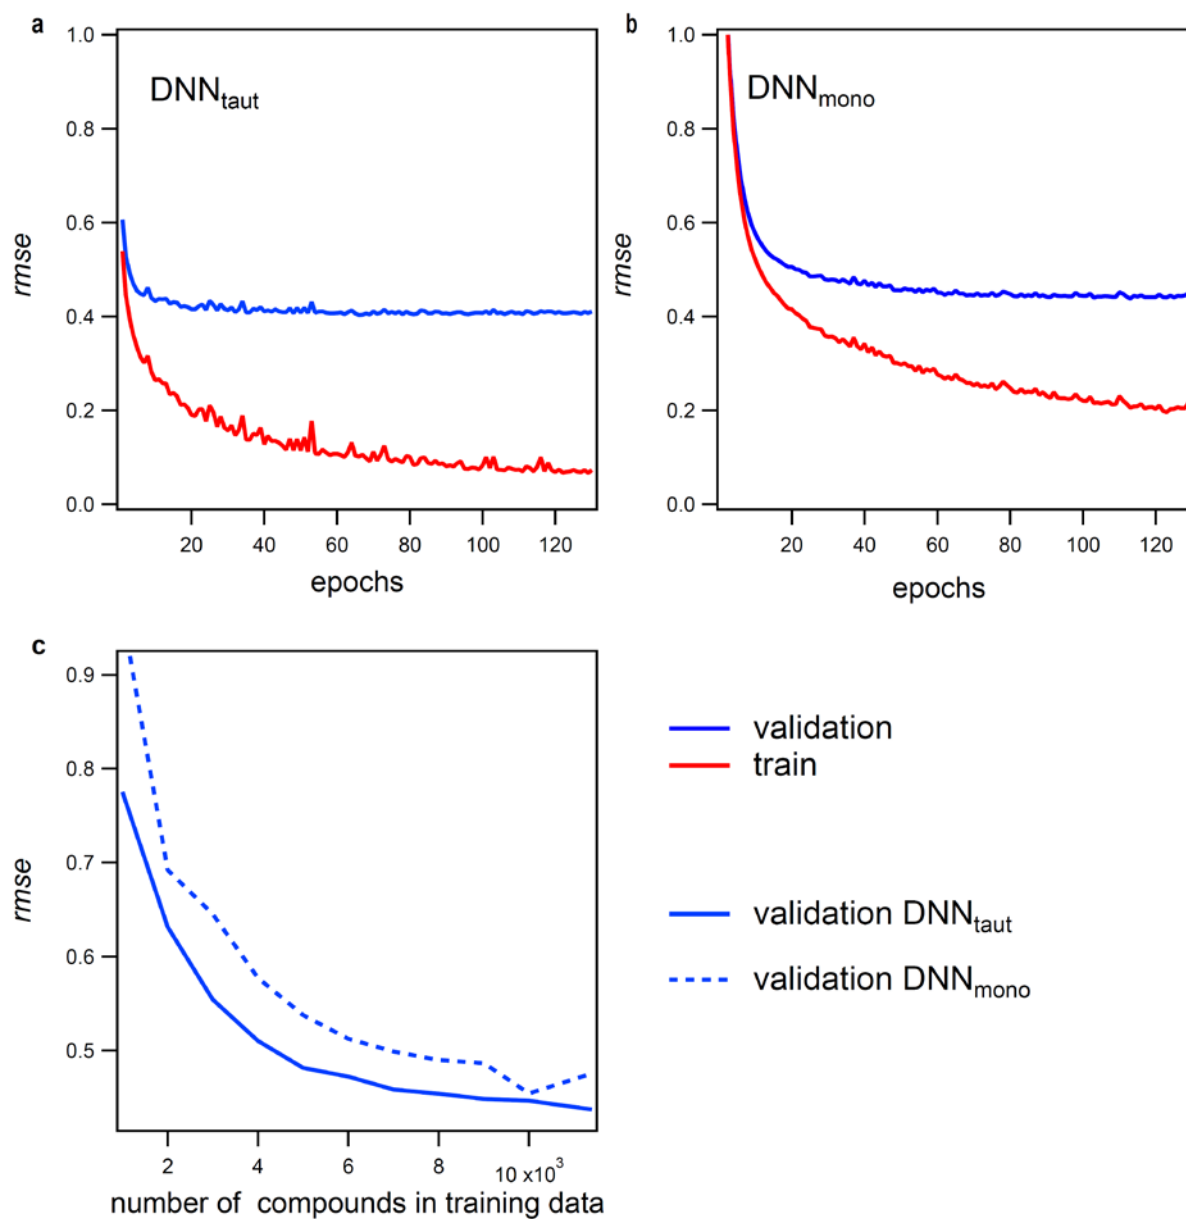 a
1.0
0.8
0.6
0.4
0.2
0.0
rmse
DNNtaut
20 40 60 80 100 120
epochs
b
1.0
0.8
0.6
0.4
0.2
0.0
rmse
DNNmono
20 40 60 80 100 120
epochs
c
0.9
0.8
0.7
0.6
0.5
rmse
2 4 6 8 10 x10³
number of compounds in training data
validation
train
validation DNNtaut
validation DNNmono